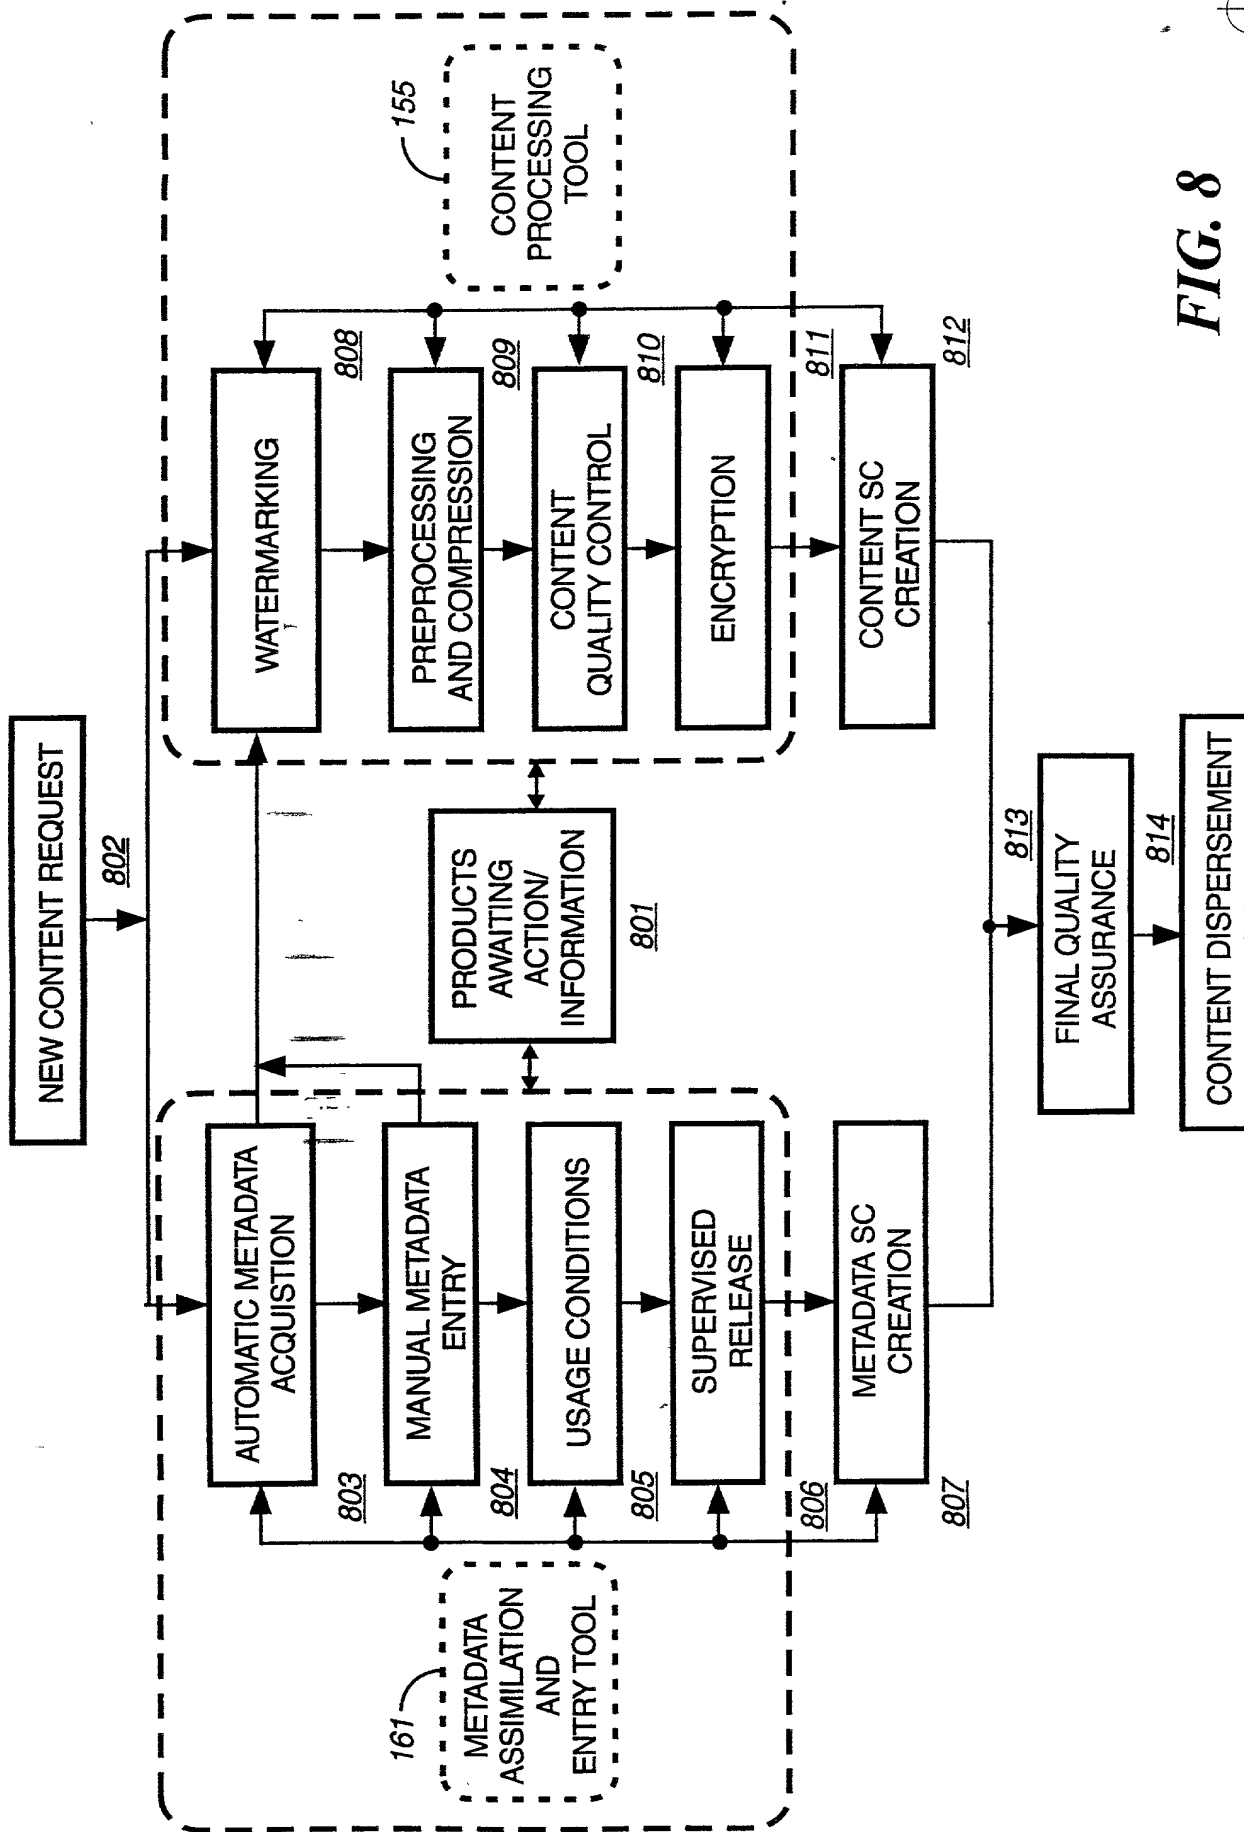 NEW CONTENT REQUEST
802
AUTOMATIC METADATA
ACQUISTION
803
MANUAL METADATA
ENTRY
804
USAGE CONDITIONS
805
SUPERVISED
RELEASE
806
METADATA SC
CREATION
807
161
METADATA
ASSIMILATION
AND
ENTRY TOOL
PRODUCTS
AWAITING
ACTION/
INFORMATION
801
WATERMARKING
808
PREPROCESSING
AND COMPRESSION
809
CONTENT
QUALITY CONTROL
810
ENCRYPTION
811
CONTENT SC
CREATION
812
155
CONTENT
PROCESSING
TOOL
813
FINAL QUALITY
ASSURANCE
814
CONTENT DISPERSEMENT
FIG. 8